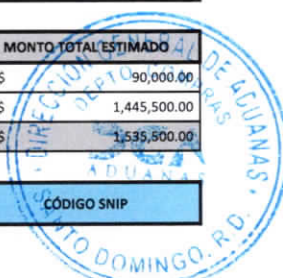 MONTO TOTAL ESTIMADO
$ 90,000.00
$ 1,445,500.00
$ 1,535,500.00
CÓDIGO SNIP
DIRECCION GENERAL DE ADUANAS
DEPTO COMPRAS
ADUANAS
SANTO DOMINGO, R.D.